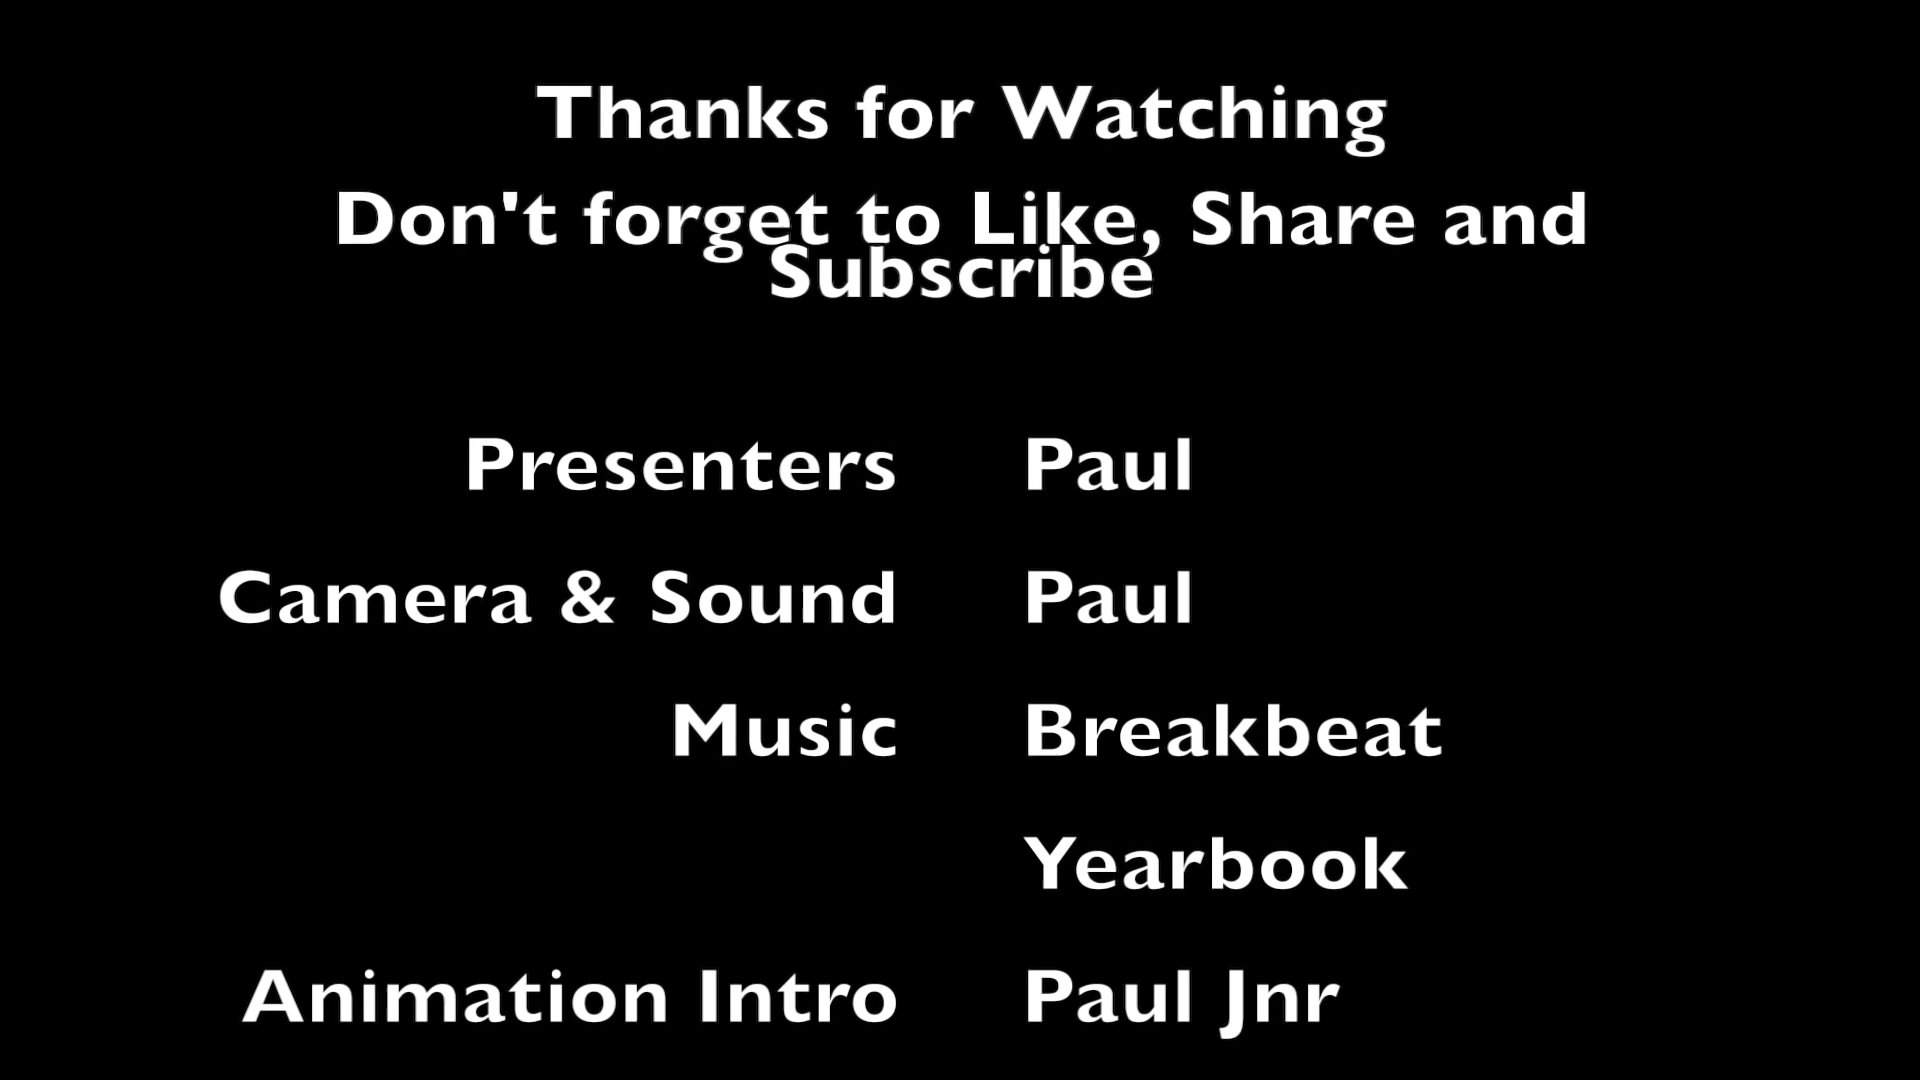 Thanks for Watching
Don't forget to Like, Share and
Subscribe
Presenters Paul
Camera & Sound Paul
Music Breakbeat
Yearbook
Animation Intro Paul Jnr